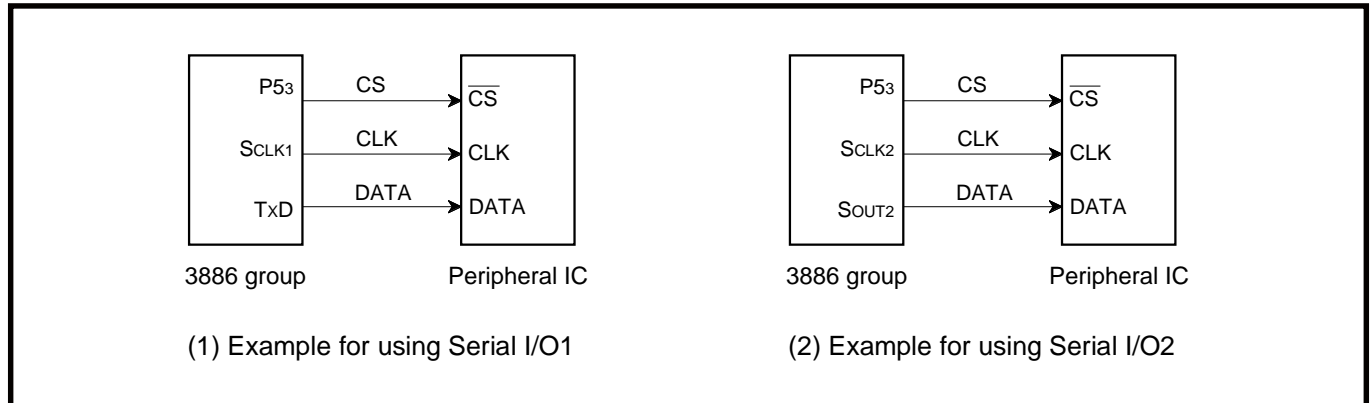 P53 CS CS
SCLK1 CLK CLK
TxD DATA DATA
3886 group Peripheral IC
(1) Example for using Serial I/O1
P53 CS CS
SCLK2 CLK CLK
SOUT2 DATA DATA
3886 group Peripheral IC
(2) Example for using Serial I/O2